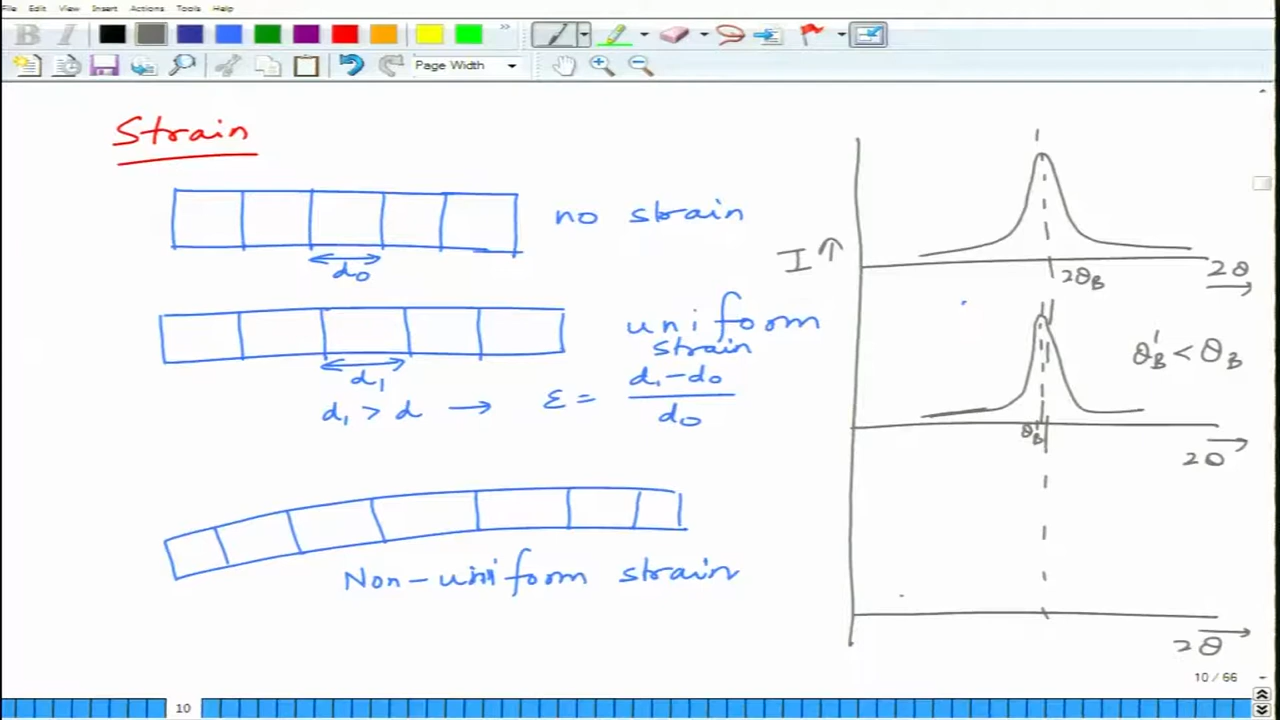 File Edit View Insert Actions Tools Help
B I
Page Width
Strain
no strain
d₀
uniform
strain
d₁
d₁ > d → ε = (d₁-d₀)/d₀
Non-uniform strain
I↑
2θ_B
2θ
θ'_B < θ_B
θ'_B
2θ
2θ
10 / 66
10